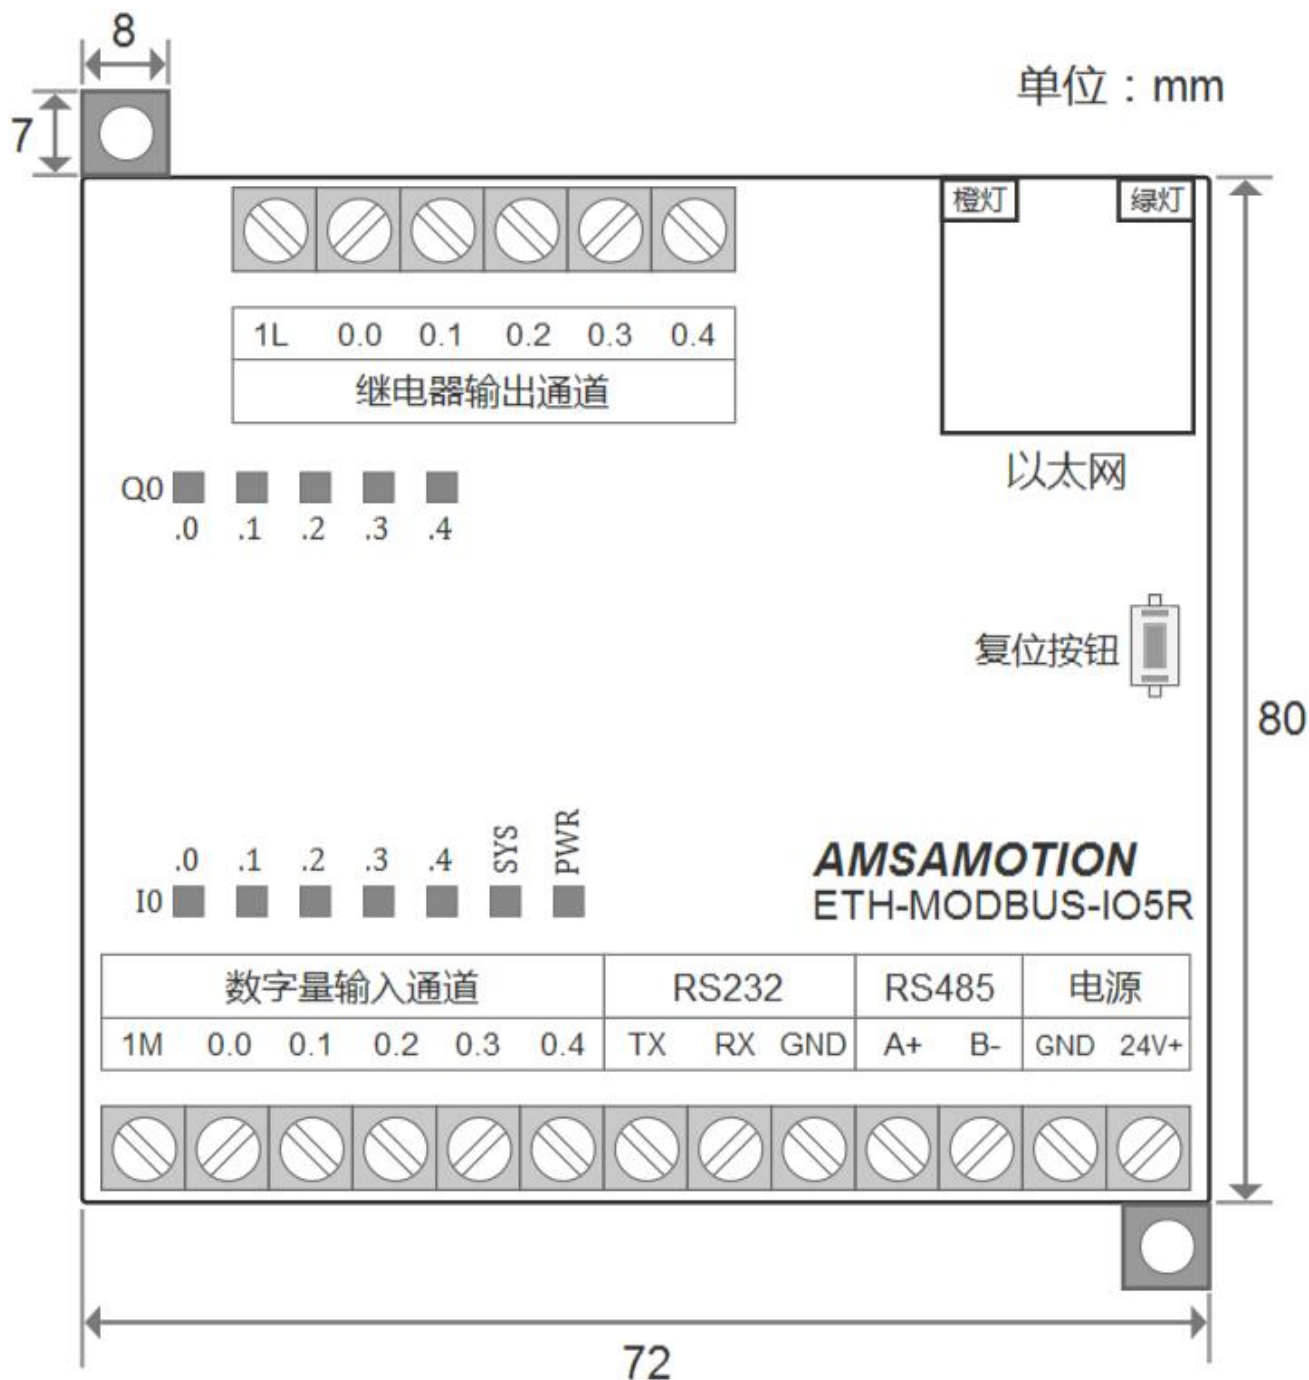 8
单位：mm
7
橙灯 绿灯
1L 0.0 0.1 0.2 0.3 0.4
继电器输出通道
以太网
Q0
.0 .1 .2 .3 .4
复位按钮
80
.0 .1 .2 .3 .4 SYS PWR
I0
AMSAMOTION
ETH-MODBUS-IO5R
数字量输入通道 RS232 RS485 电源
1M 0.0 0.1 0.2 0.3 0.4 TX RX GND A+ B- GND 24V+
72